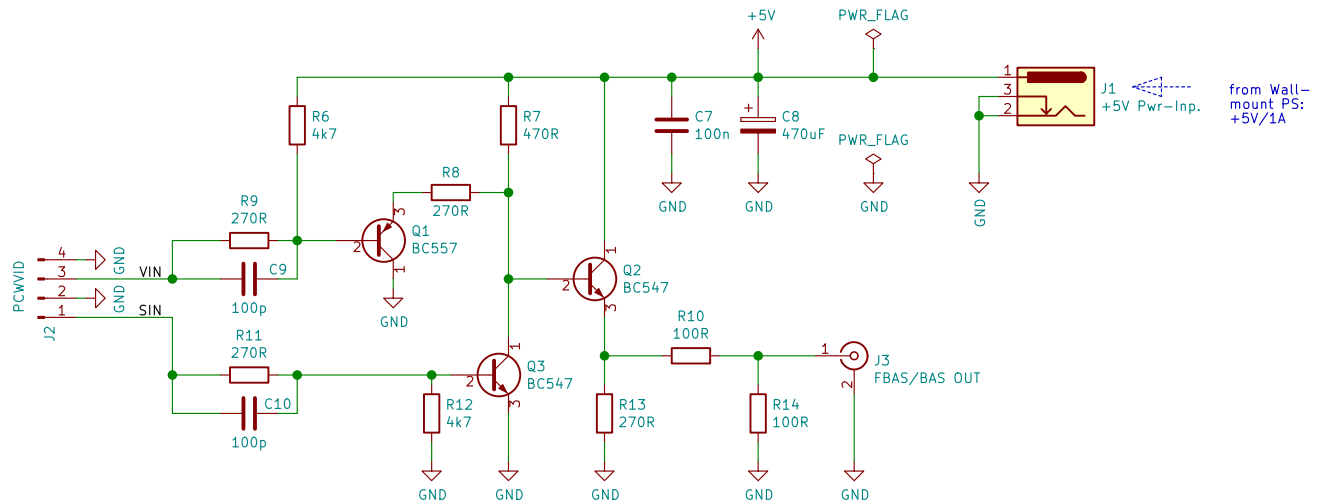 +5V
PWR_FLAG
R6
4k7
R7
470R
C7
100n
+
C8
470uF
1
3
2
J1
+5V Pwr-Inp.
from Wall-
mount PS:
+5V/1A
PWR_FLAG
GND
GND
GND
GND
R8
270R
R9
270R
3
2
1
Q1
BC557
GND
PCWVID
4
3
2
1
J2
GND
GND
VIN
SIN
C9
100p
1
2
3
Q2
BC547
R10
100R
1
2
J3
FBAS/BAS OUT
R11
270R
C10
100p
1
2
3
Q3
BC547
R12
4k7
R13
270R
R14
100R
GND
GND
GND
GND
GND